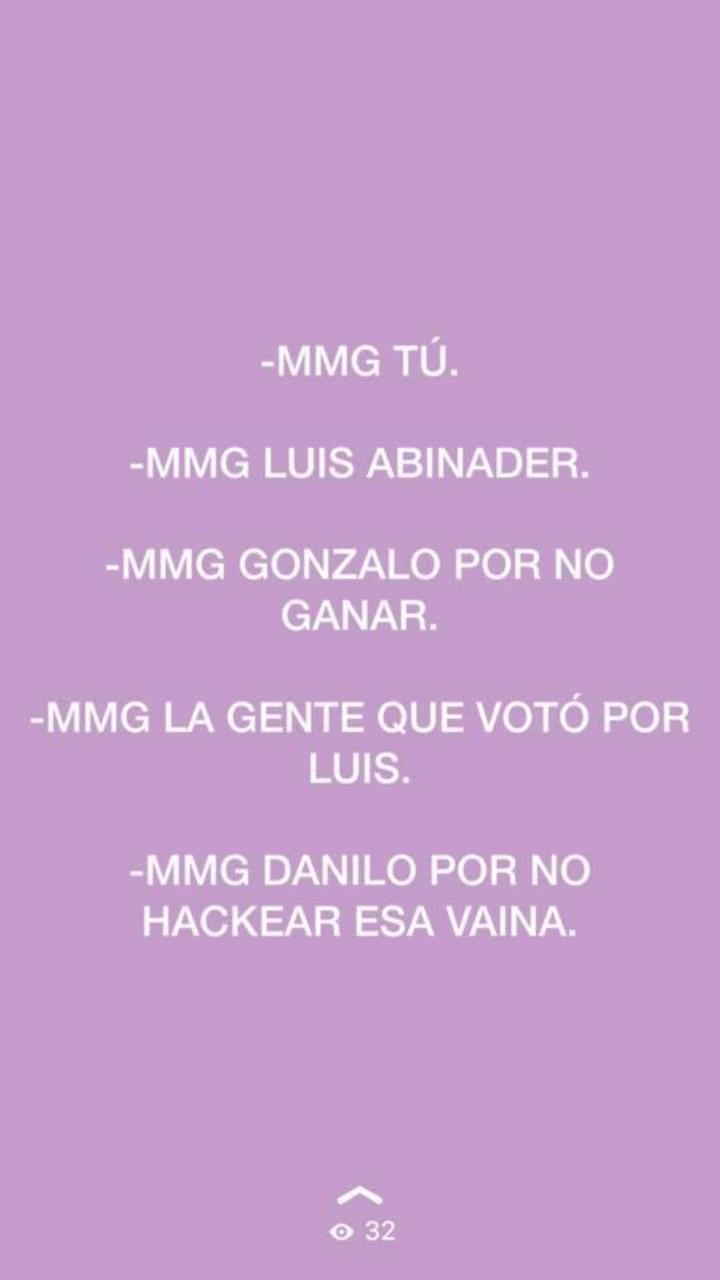 -MMG TÚ.
-MMG LUIS ABINADER.
-MMG GONZALO POR NO
GANAR.
-MMG LA GENTE QUE VOTÓ POR
LUIS.
-MMG DANILO POR NO
HACKEAR ESA VAINA.
32